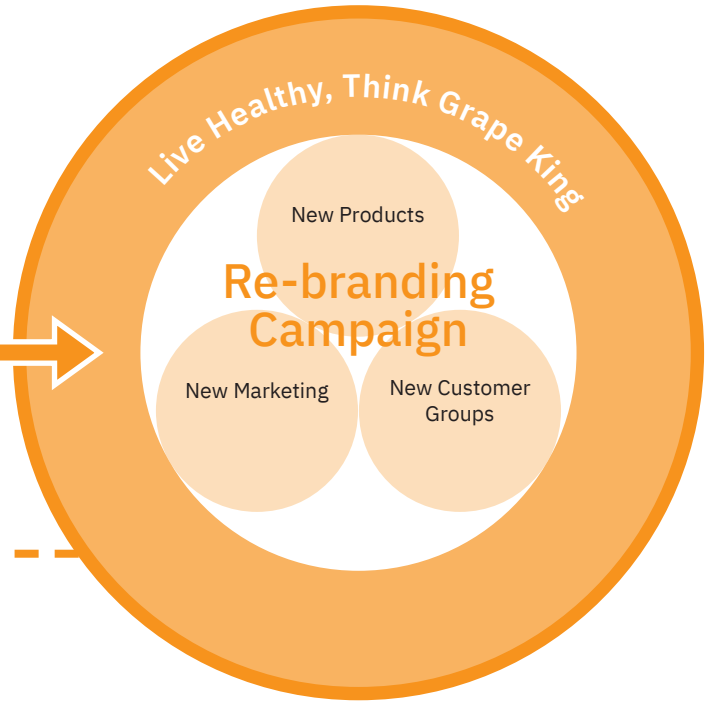 Live Healthy, Think Grape King
New Products
Re-branding
Campaign
New Marketing
New Customer
Groups